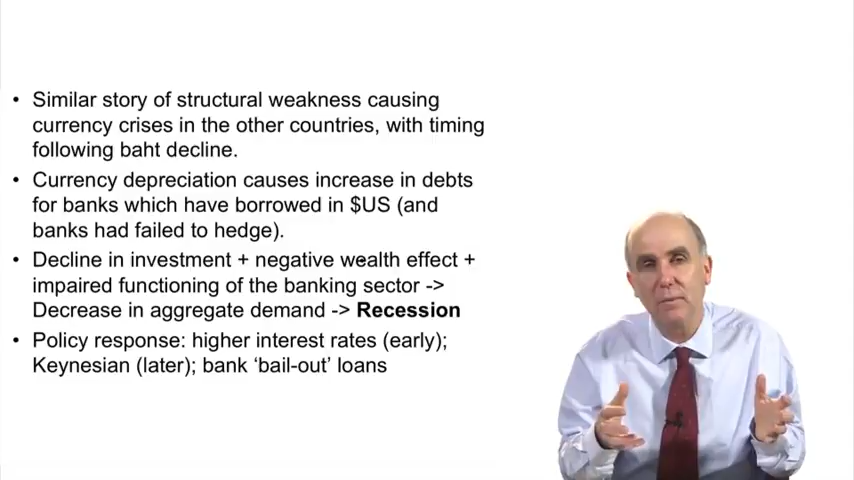 • Similar story of structural weakness causing
currency crises in the other countries, with timing
following baht decline.
• Currency depreciation causes increase in debts
for banks which have borrowed in $US (and
banks had failed to hedge).
• Decline in investment + negative wealth effect +
impaired functioning of the banking sector ->
Decrease in aggregate demand -> Recession
• Policy response: higher interest rates (early);
Keynesian (later); bank ‘bail-out’ loans